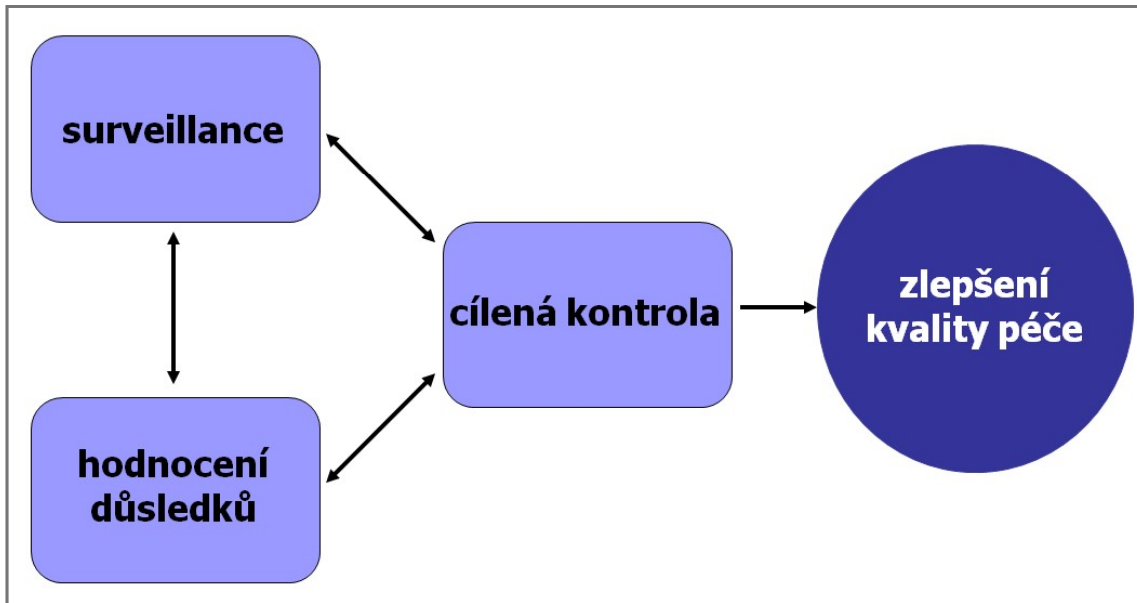 surveillance
cílená kontrola
hodnocení
důsledků
zlepšení
kvality péče